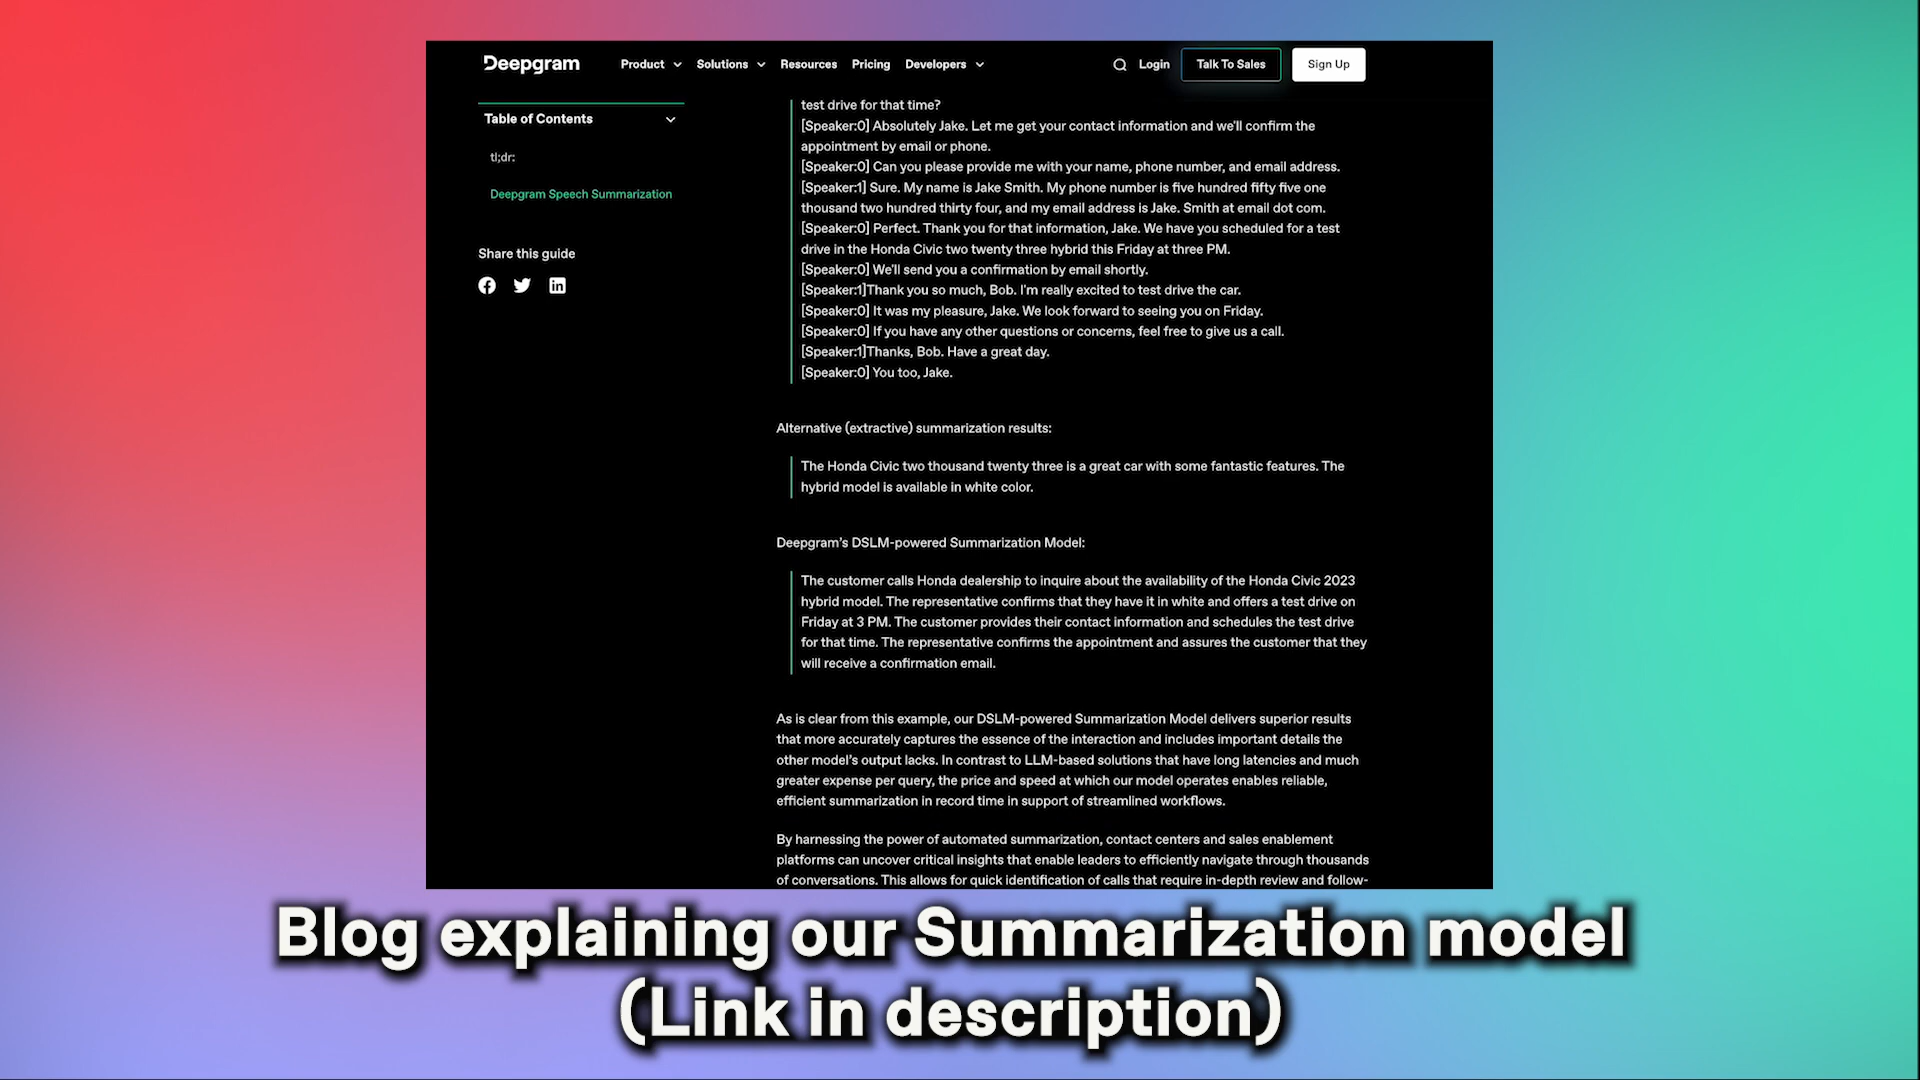 Deepgram
Product
Solutions
Resources
Pricing
Developers
Login
Talk To Sales
Sign Up
Table of Contents
tl;dr:
Deepgram Speech Summarization
Share this guide
test drive for that time?
[Speaker:0] Absolutely Jake. Let me get your contact information and we'll confirm the
appointment by email or phone.
[Speaker:0] Can you please provide me with your name, phone number, and email address.
[Speaker:1] Sure. My name is Jake Smith. My phone number is five hundred fifty five one
thousand two hundred thirty four, and my email address is Jake. Smith at email dot com.
[Speaker:0] Perfect. Thank you for that information, Jake. We have you scheduled for a test
drive in the Honda Civic two twenty three hybrid this Friday at three PM.
[Speaker:0] We'll send you a confirmation by email shortly.
[Speaker:1]Thank you so much, Bob. I'm really excited to test drive the car.
[Speaker:0] It was my pleasure, Jake. We look forward to seeing you on Friday.
[Speaker:0] If you have any other questions or concerns, feel free to give us a call.
[Speaker:1]Thanks, Bob. Have a great day.
[Speaker:0] You too, Jake.
Alternative (extractive) summarization results:
The Honda Civic two thousand twenty three is a great car with some fantastic features. The
hybrid model is available in white color.
Deepgram's DSLM-powered Summarization Model:
The customer calls Honda dealership to inquire about the availability of the Honda Civic 2023
hybrid model. The representative confirms that they have it in white and offers a test drive on
Friday at 3 PM. The customer provides their contact information and schedules the test drive
for that time. The representative confirms the appointment and assures the customer that they
will receive a confirmation email.
As is clear from this example, our DSLM-powered Summarization Model delivers superior results
that more accurately captures the essence of the interaction and includes important details the
other model's output lacks. In contrast to LLM-based solutions that have long latencies and much
greater expense per query, the price and speed at which our model operates enables reliable,
efficient summarization in record time in support of streamlined workflows.
By harnessing the power of automated summarization, contact centers and sales enablement
platforms can uncover critical insights that enable leaders to efficiently navigate through thousands
of conversations. This allows for quick identification of calls that require in-depth review and follow-
Blog explaining our Summarization model
(Link in description)